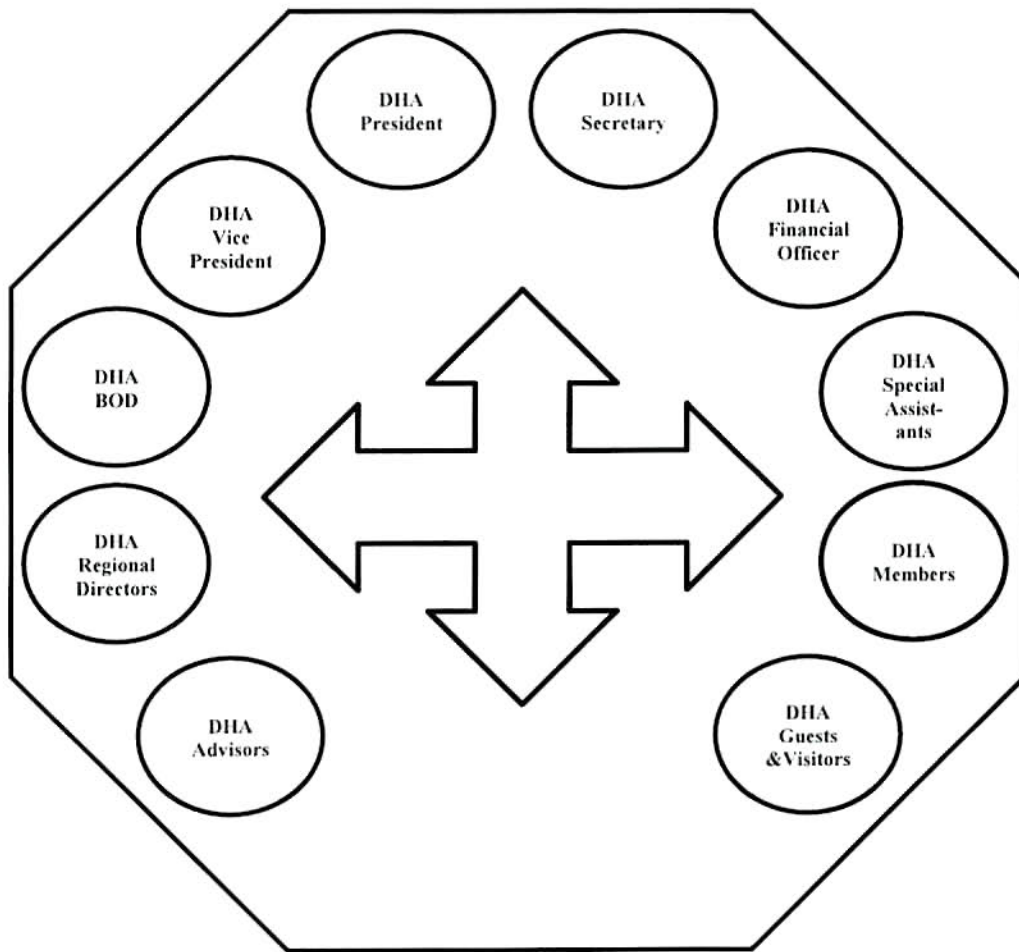 DHA
President
DHA
Secretary
DHA
Vice
President
DHA
Financial
Officer
DHA
BOD
DHA
Special
Assist-
ants
DHA
Regional
Directors
DHA
Members
DHA
Advisors
DHA
Guests
&Visitors